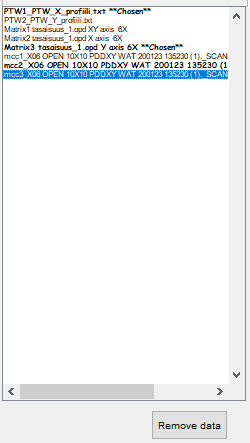 PTW1_PTW_X_profiili.txt **Chosen**
PTW2_PTW_Y_profiili.txt
Matrix1 tasaisuus_1.opd XY axis 6X
Matrix2 tasaisuus_1.opd X axis 6X
Matrix3 tasaisuus_1.opd Y axis 6X **Chosen**
mcc1_X06 OPEN 10X10 PDDXY WAT 200123 135230 (1)._SCAN
mcc2_X06 OPEN 10X10 PDDXY WAT 200123 135230 (1
mcc3_X06 OPEN 10X10 PDDXY WAT 200123 135230 (1)._SCAN
Remove data